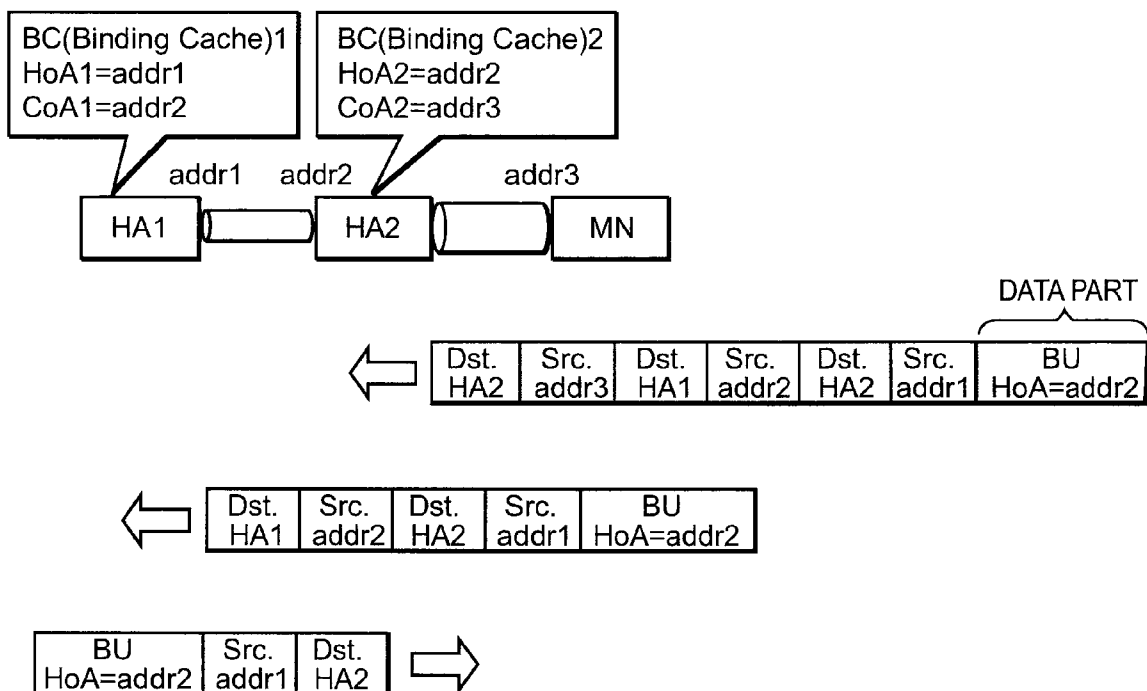 BC(Binding Cache)1
HoA1=addr1
CoA1=addr2
BC(Binding Cache)2
HoA2=addr2
CoA2=addr3
addr1
addr2
addr3
HA1
HA2
MN
DATA PART
Dst.
HA2
Src.
addr3
Dst.
HA1
Src.
addr2
Dst.
HA2
Src.
addr1
BU
HoA=addr2
Dst.
HA1
Src.
addr2
Dst.
HA2
Src.
addr1
BU
HoA=addr2
BU
HoA=addr2
Src.
addr1
Dst.
HA2